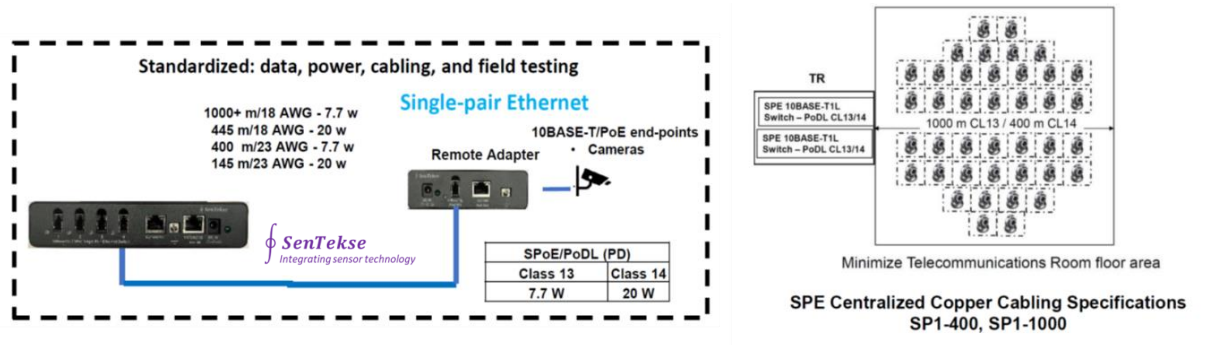 Standardized: data, power, cabling, and field testing
1000+ m/18 AWG - 7.7 w
445 m/18 AWG - 20 w
400 m/23 AWG - 7.7 w
145 m/23 AWG - 20 w
Single-pair Ethernet
10BASE-T/PoE end-points
• Cameras
Remote Adapter
SenTekse
SenTekse
SenTekse
Integrating sensor technology
SPoE/PoDL (PD)
Class 13 Class 14
7.7 W 20 W
TR
SPE 10BASE-T1L
Switch – PoDL CL13/14
SPE 10BASE-T1L
Switch – PoDL CL13/14
1000 m CL13 / 400 m CL14
Minimize Telecommunications Room floor area
SPE Centralized Copper Cabling Specifications
SP1-400, SP1-1000